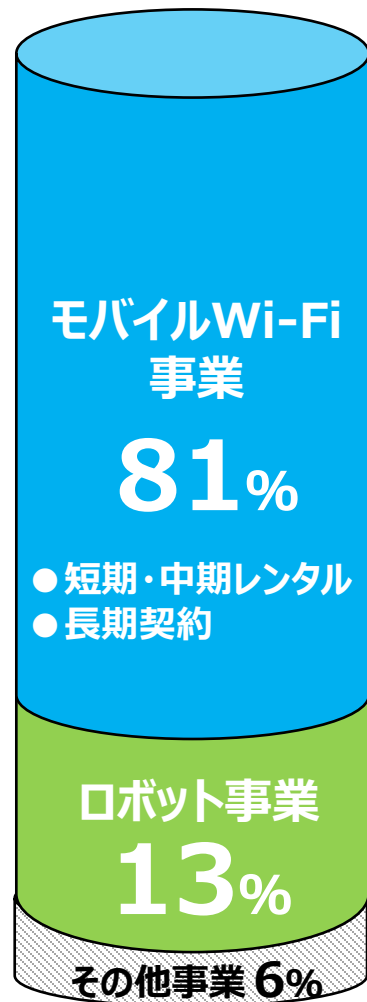 モバイルWi-Fi
事業
81%
●短期・中期レンタル
●長期契約
ロボット事業
13%
その他事業 6%